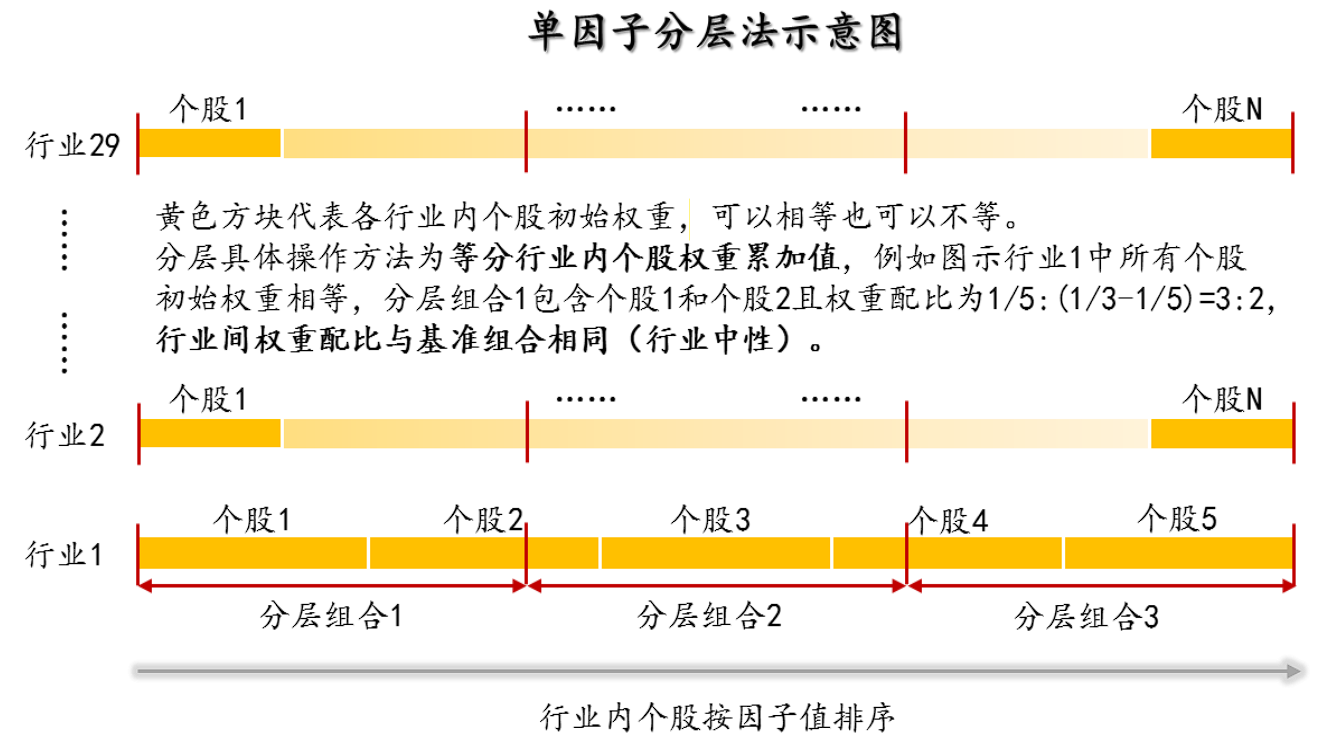 单因子分层法示意图
个股1 …… …… 个股N
行业29
黄色方块代表各行业内个股初始权重，可以相等也可以不等。
分层具体操作方法为等分行业内个股权重累加值，例如图示行业1中所有个股
初始权重相等，分层组合1包含个股1和个股2且权重配比为1/5:(1/3-1/5)=3:2，
行业间权重配比与基准组合相同（行业中性）。
……
……
个股1 …… …… 个股N
行业2
个股1 个股2 个股3 个股4 个股5
行业1
分层组合1 分层组合2 分层组合3
行业内个股按因子值排序